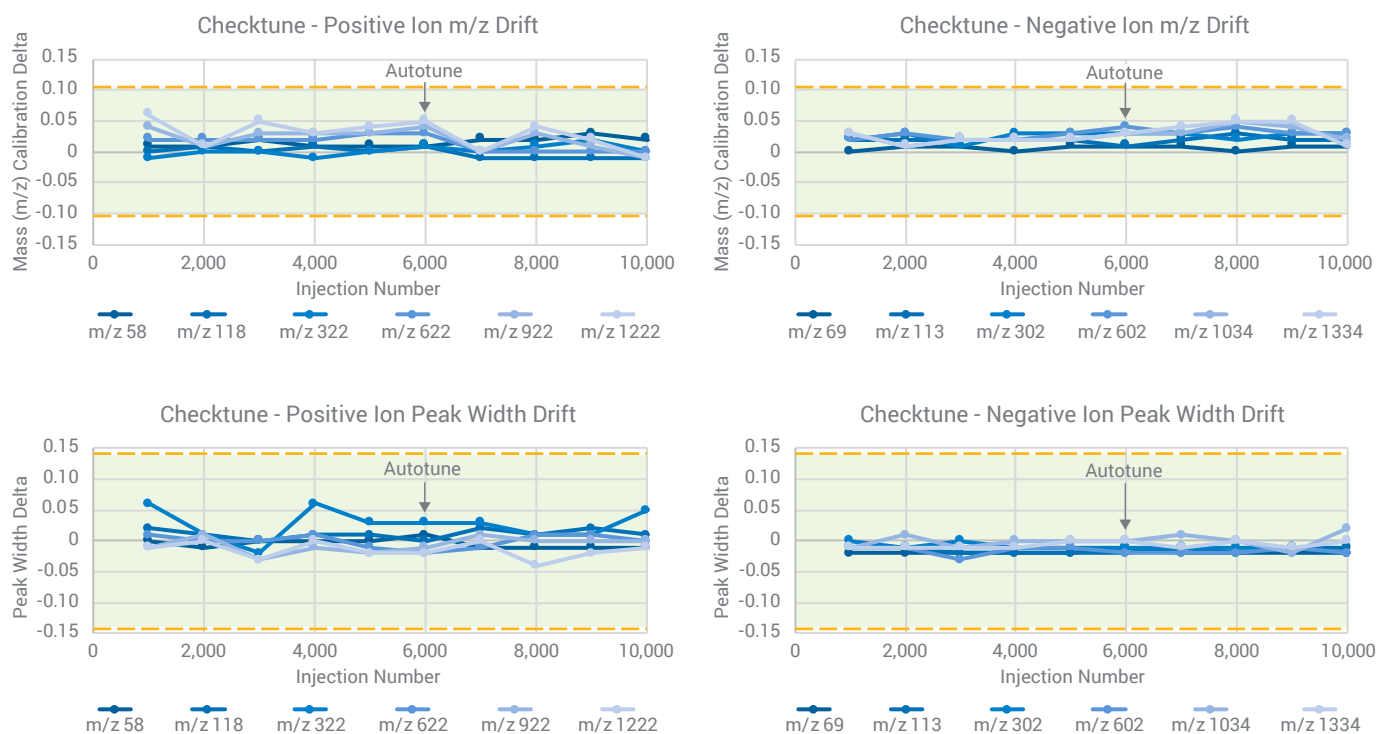 Checktune - Positive Ion m/z Drift
Mass (m/z) Calibration Delta
0.15
0.10
0.05
0
-0.05
-0.10
-0.15
Autotune
0 2,000 4,000 6,000 8,000 10,000
Injection Number
m/z 58 m/z 118 m/z 322 m/z 622 m/z 922 m/z 1222
Checktune - Negative Ion m/z Drift
Mass (m/z) Calibration Delta
0.15
0.10
0.05
0
-0.05
-0.10
-0.15
Autotune
0 2,000 4,000 6,000 8,000 10,000
Injection Number
m/z 69 m/z 113 m/z 302 m/z 602 m/z 1034 m/z 1334
Checktune - Positive Ion Peak Width Drift
Peak Width Delta
0.15
0.10
0.05
0
-0.05
-0.10
-0.15
Autotune
0 2,000 4,000 6,000 8,000 10,000
Injection Number
m/z 58 m/z 118 m/z 322 m/z 622 m/z 922 m/z 1222
Checktune - Negative Ion Peak Width Drift
Peak Width Delta
0.15
0.10
0.05
0
-0.05
-0.10
-0.15
Autotune
0 2,000 4,000 6,000 8,000 10,000
Injection Number
m/z 69 m/z 113 m/z 302 m/z 602 m/z 1034 m/z 1334